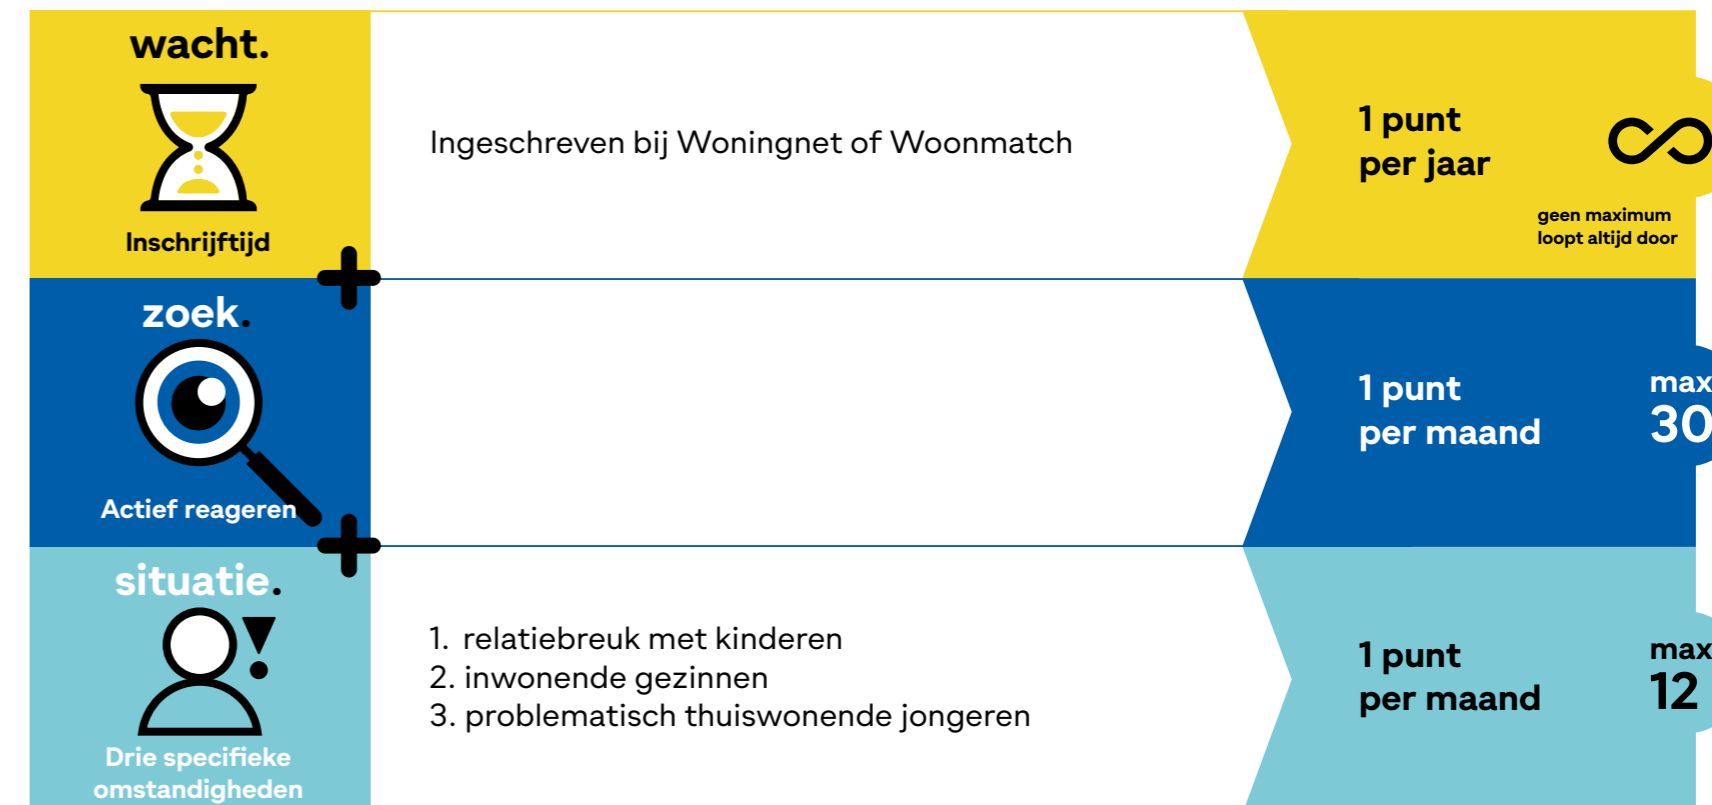 wacht.
Inschrijftijd
Ingeschreven bij Woningnet of Woonmatch
1 punt
per jaar
geen maximum
loopt altijd door
zoek.
Actief reageren
1 punt
per maand
max
30
situatie.
Drie specifieke
omstandigheden
1. relatiebreuk met kinderen
2. inwonende gezinnen
3. problematisch thuiswonende jongeren
1 punt
per maand
max
12